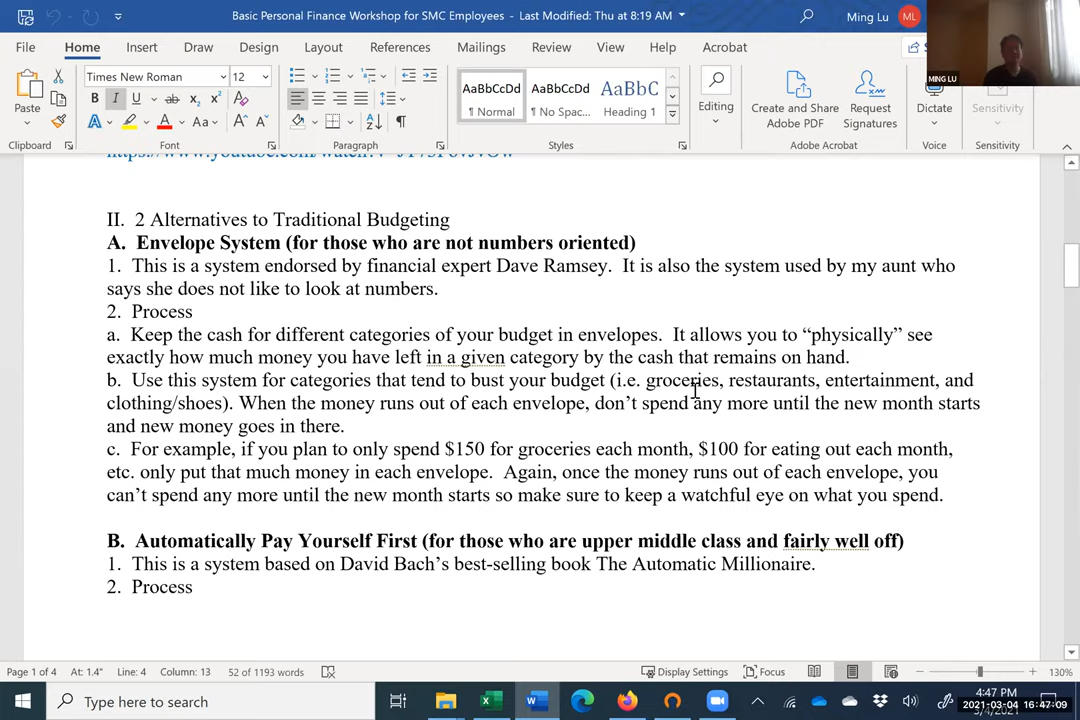 Basic Personal Finance Workshop for SMC Employees - Last Modified: Thu at 8:19 AM
Ming Lu
ML
MING LU
File Home Insert Draw Design Layout References Mailings Review View Help Acrobat
Times New Roman 12
AaBbCcDd AaBbCcDd AaBbC
¶ Normal ¶ No Spac... Heading 1
Paste
Editing
Create and Share Adobe PDF
Request Signatures
Dictate
Sensitivity
Clipboard Font Paragraph Styles Adobe Acrobat Voice Sensitivity
II. 2 Alternatives to Traditional Budgeting
A. Envelope System (for those who are not numbers oriented)
1. This is a system endorsed by financial expert Dave Ramsey. It is also the system used by my aunt who
says she does not like to look at numbers.
2. Process
a. Keep the cash for different categories of your budget in envelopes. It allows you to “physically” see
exactly how much money you have left in a given category by the cash that remains on hand.
b. Use this system for categories that tend to bust your budget (i.e. groceries, restaurants, entertainment, and
clothing/shoes). When the money runs out of each envelope, don’t spend any more until the new month starts
and new money goes in there.
c. For example, if you plan to only spend $150 for groceries each month, $100 for eating out each month,
etc. only put that much money in each envelope. Again, once the money runs out of each envelope, you
can’t spend any more until the new month starts so make sure to keep a watchful eye on what you spend.
B. Automatically Pay Yourself First (for those who are upper middle class and fairly well off)
1. This is a system based on David Bach’s best-selling book The Automatic Millionaire.
2. Process
Page 1 of 4 At: 1.4" Line: 4 Column: 13 52 of 1193 words Display Settings Focus 130%
Type here to search
4:47 PM
2021-03-04 16:47:09